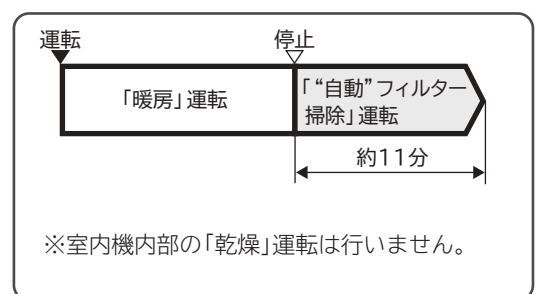 運転 停止
「暖房」運転
「“自動”フィルター
掃除」運転
約11分
※室内機内部の「乾燥」運転は行いません。